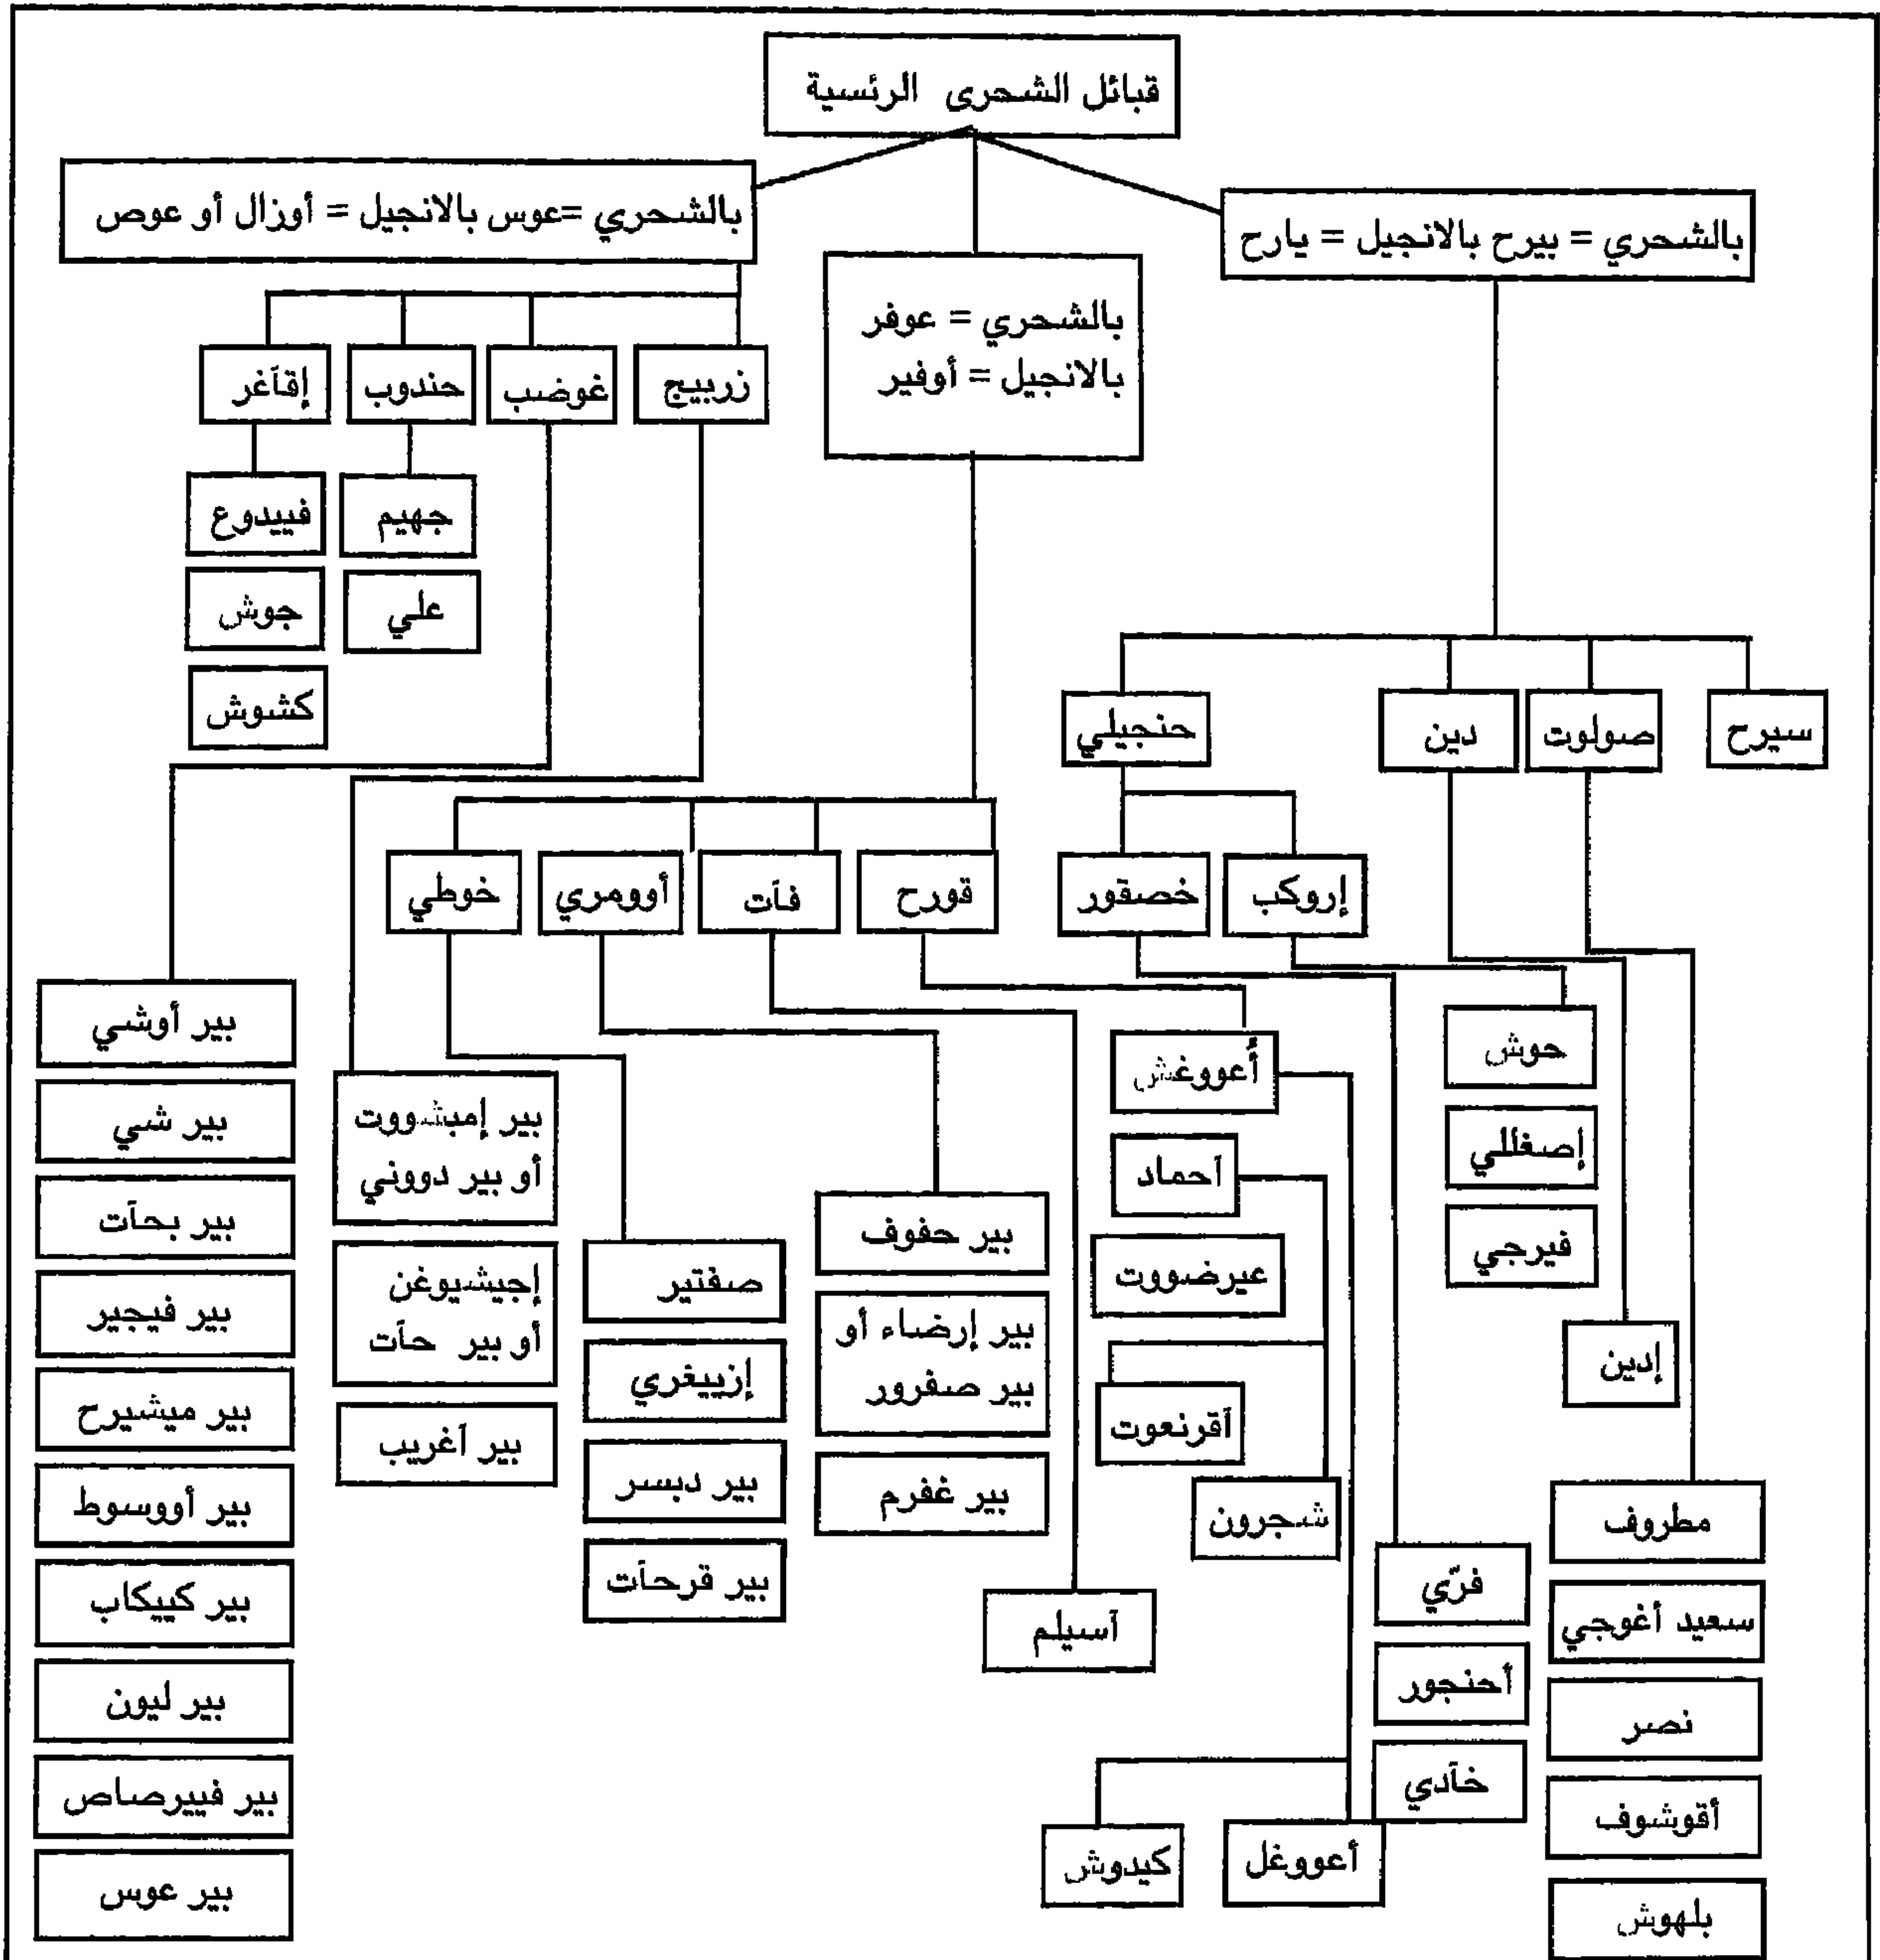 قبائل الشحرى الرئسية
بالشحري = بيرح بالانجيل = يارح
بالشحري = عوفر
بالانجيل = أوفير
بالشحري =عوس بالانجيل = أوزال أو عوص
زربيج
غوضب
حندوب
إقآغر
جهيم
علي
فييدوع
جوش
كشوش
سيرح
صولوت
دين
حنجيلي
إروكب
خصقور
قورح
فآت
أوومري
خوطي
حوش
إصفللي
فيرجي
إدين
مطروف
سعيد أغوجي
نصر
أقوشوف
بلهوش
فرّي
أحنجور
خآدي
أعووغش
آحماد
عيرضووت
آقرنعوت
شجرون
أعووغل
كيدوش
آسيلم
بير حفوف
بير إرضاء أو
بير صفرور
بير غفرم
صفتير
إزييغري
بير دبسر
بير قرحآت
بير إمبشووت
أو بير دووني
إجيشيوغن
أو بير حآت
بير آغريب
بير أوشي
بير شي
بير بحآت
بير فيجير
بير ميشيرح
بير أووسوط
بير كييكاب
بير ليون
بير فييرصاص
بير عوس